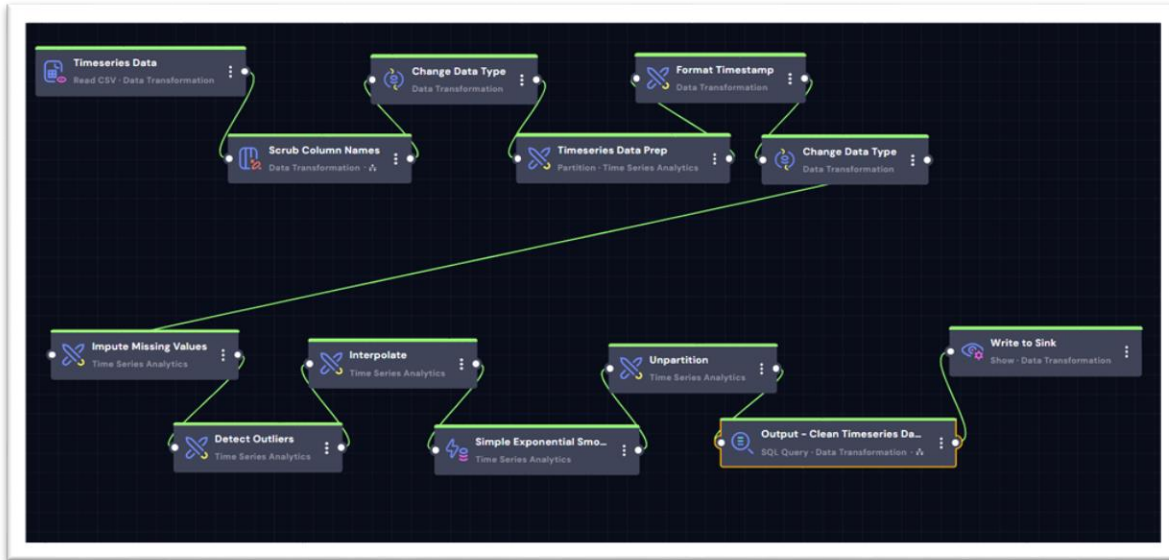 Timeseries Data
Read CSV · Data Transformation
Change Data Type
Data Transformation
Format Timestamp
Data Transformation
Scrub Column Names
Data Transformation ·
Timeseries Data Prep
Partition · Time Series Analytics
Change Data Type
Data Transformation
Impute Missing Values
Time Series Analytics
Interpolate
Time Series Analytics
Unpartition
Time Series Analytics
Write to Sink
Show · Data Transformation
Detect Outliers
Time Series Analytics
Simple Exponential Smo...
Time Series Analytics
Output - Clean Timeseries Da...
SQL Query · Data Transformation ·